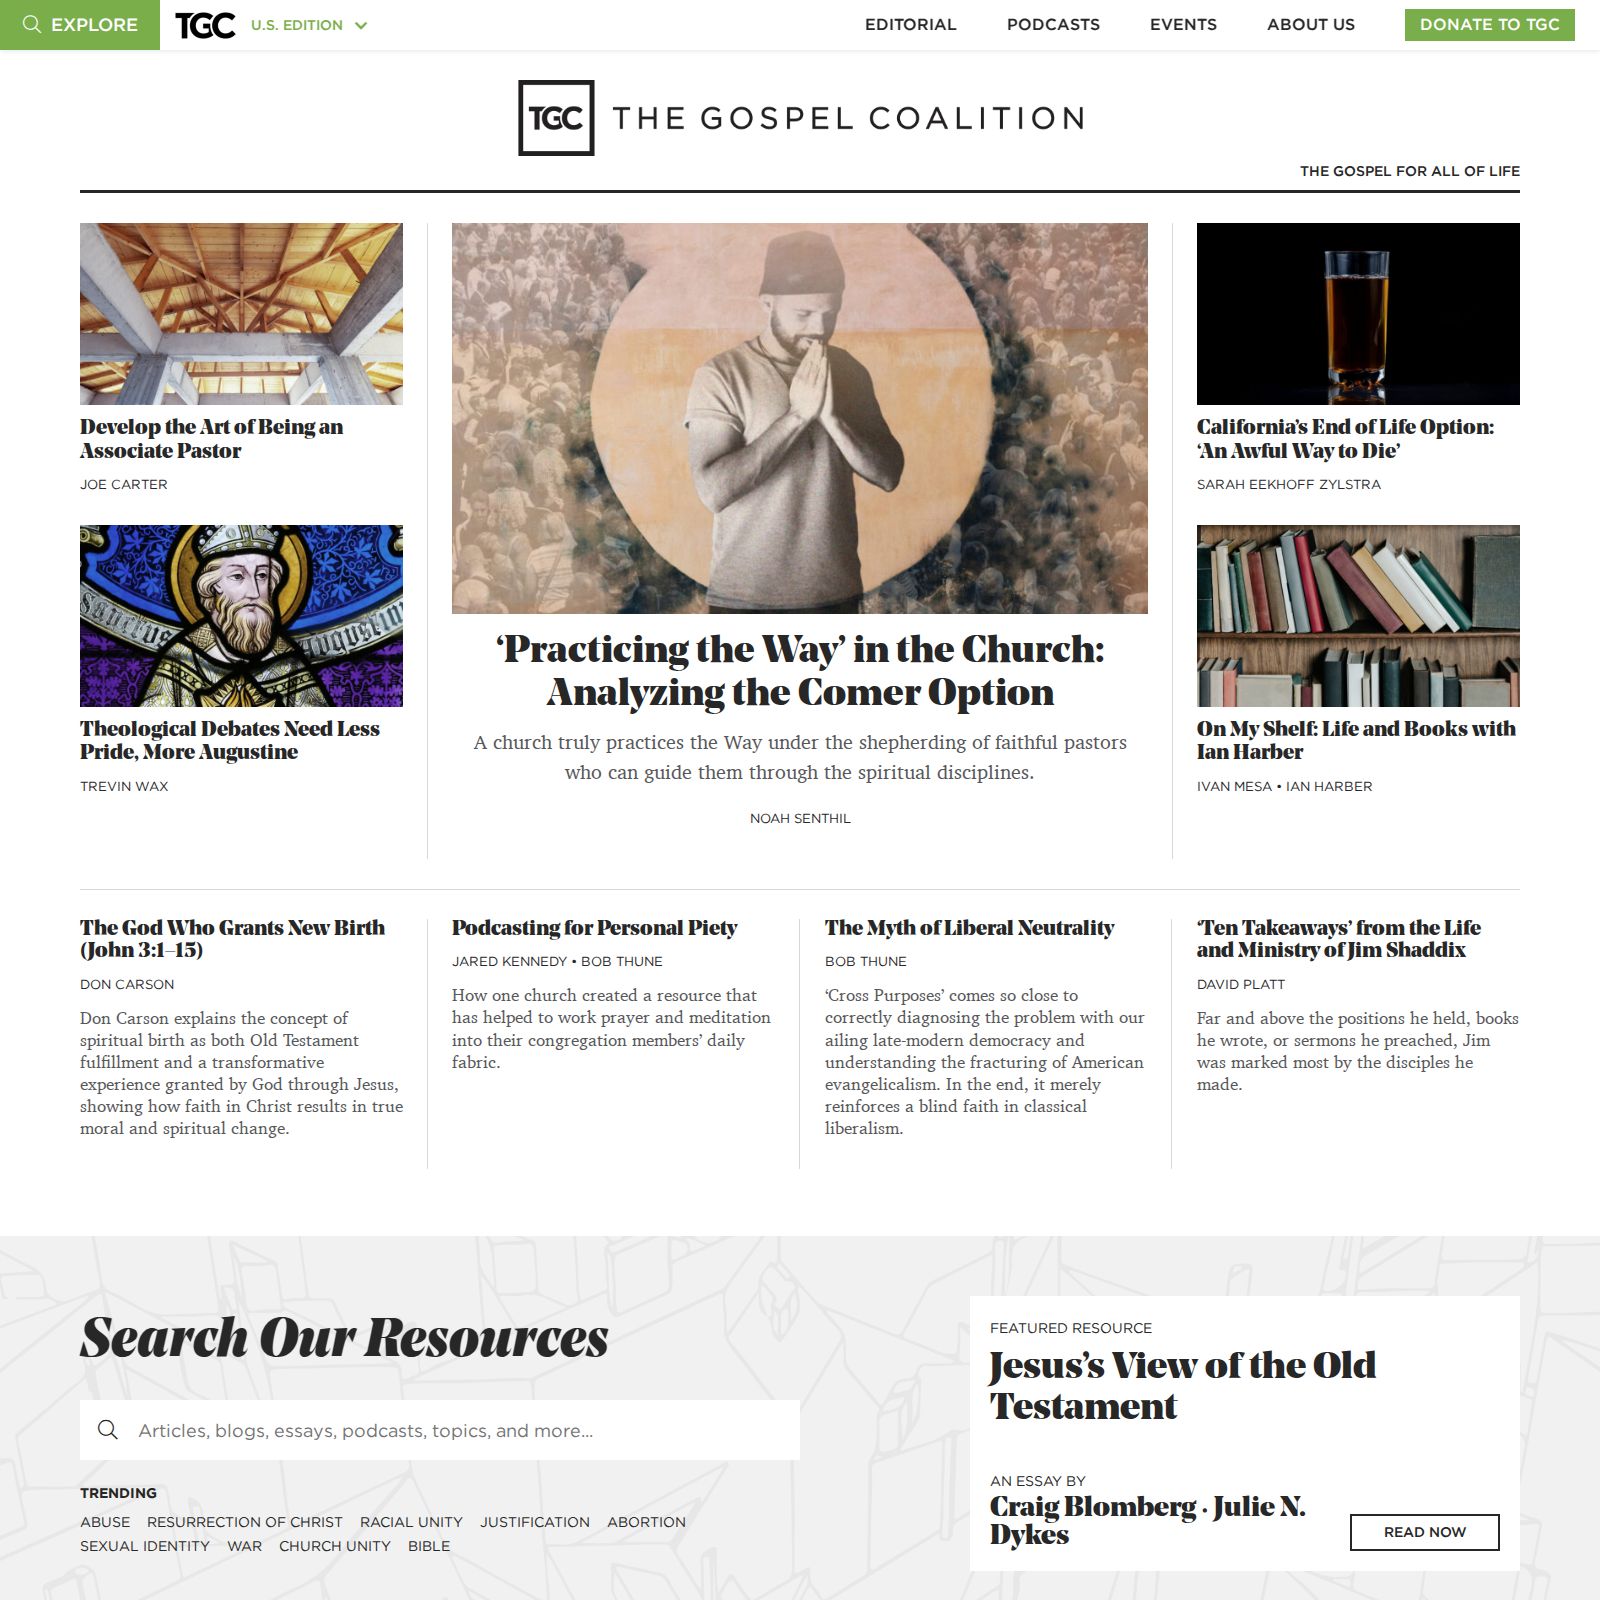 EXPLORE
TGC
U.S. EDITION
EDITORIAL
PODCASTS
EVENTS
ABOUT US
DONATE TO TGC
TGC THE GOSPEL COALITION
THE GOSPEL FOR ALL OF LIFE
Develop the Art of Being an
Associate Pastor
JOE CARTER
Sanctus Augustin
Theological Debates Need Less
Pride, More Augustine
TREVIN WAX
‘Practicing the Way’ in the Church:
Analyzing the Comer Option
A church truly practices the Way under the shepherding of faithful pastors
who can guide them through the spiritual disciplines.
NOAH SENTHIL
California’s End of Life Option:
‘An Awful Way to Die’
SARAH EEKHOFF ZYLSTRA
On My Shelf: Life and Books with
Ian Harber
IVAN MESA • IAN HARBER
The God Who Grants New Birth
(John 3:1–15)
DON CARSON
Don Carson explains the concept of
spiritual birth as both Old Testament
fulfillment and a transformative
experience granted by God through Jesus,
showing how faith in Christ results in true
moral and spiritual change.
Podcasting for Personal Piety
JARED KENNEDY • BOB THUNE
How one church created a resource that
has helped to work prayer and meditation
into their congregation members’ daily
fabric.
The Myth of Liberal Neutrality
BOB THUNE
‘Cross Purposes’ comes so close to
correctly diagnosing the problem with our
ailing late-modern democracy and
understanding the fracturing of American
evangelicalism. In the end, it merely
reinforces a blind faith in classical
liberalism.
‘Ten Takeaways’ from the Life
and Ministry of Jim Shaddix
DAVID PLATT
Far and above the positions he held, books
he wrote, or sermons he preached, Jim
was marked most by the disciples he
made.
Search Our Resources
Articles, blogs, essays, podcasts, topics, and more...
TRENDING
ABUSE RESURRECTION OF CHRIST RACIAL UNITY JUSTIFICATION ABORTION
SEXUAL IDENTITY WAR CHURCH UNITY BIBLE
FEATURED RESOURCE
Jesus’s View of the Old
Testament
AN ESSAY BY
Craig Blomberg · Julie N.
Dykes
READ NOW